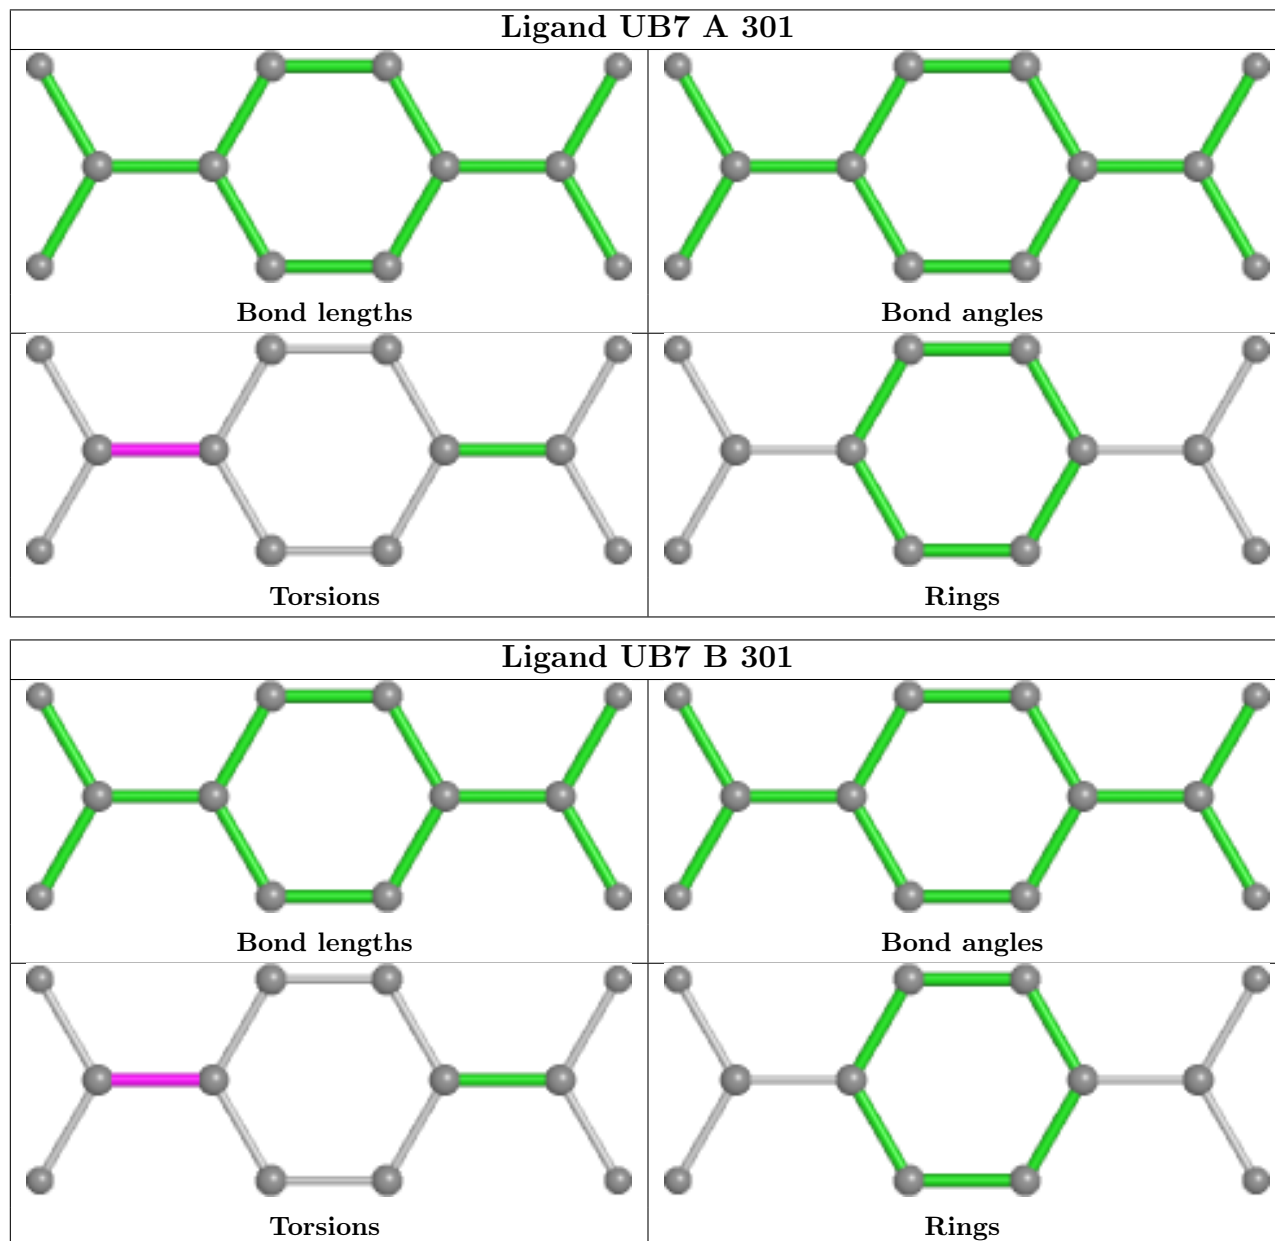 Ligand UB7 A 301
Bond lengths
Bond angles
Torsions
Rings
Ligand UB7 B 301
Bond lengths
Bond angles
Torsions
Rings